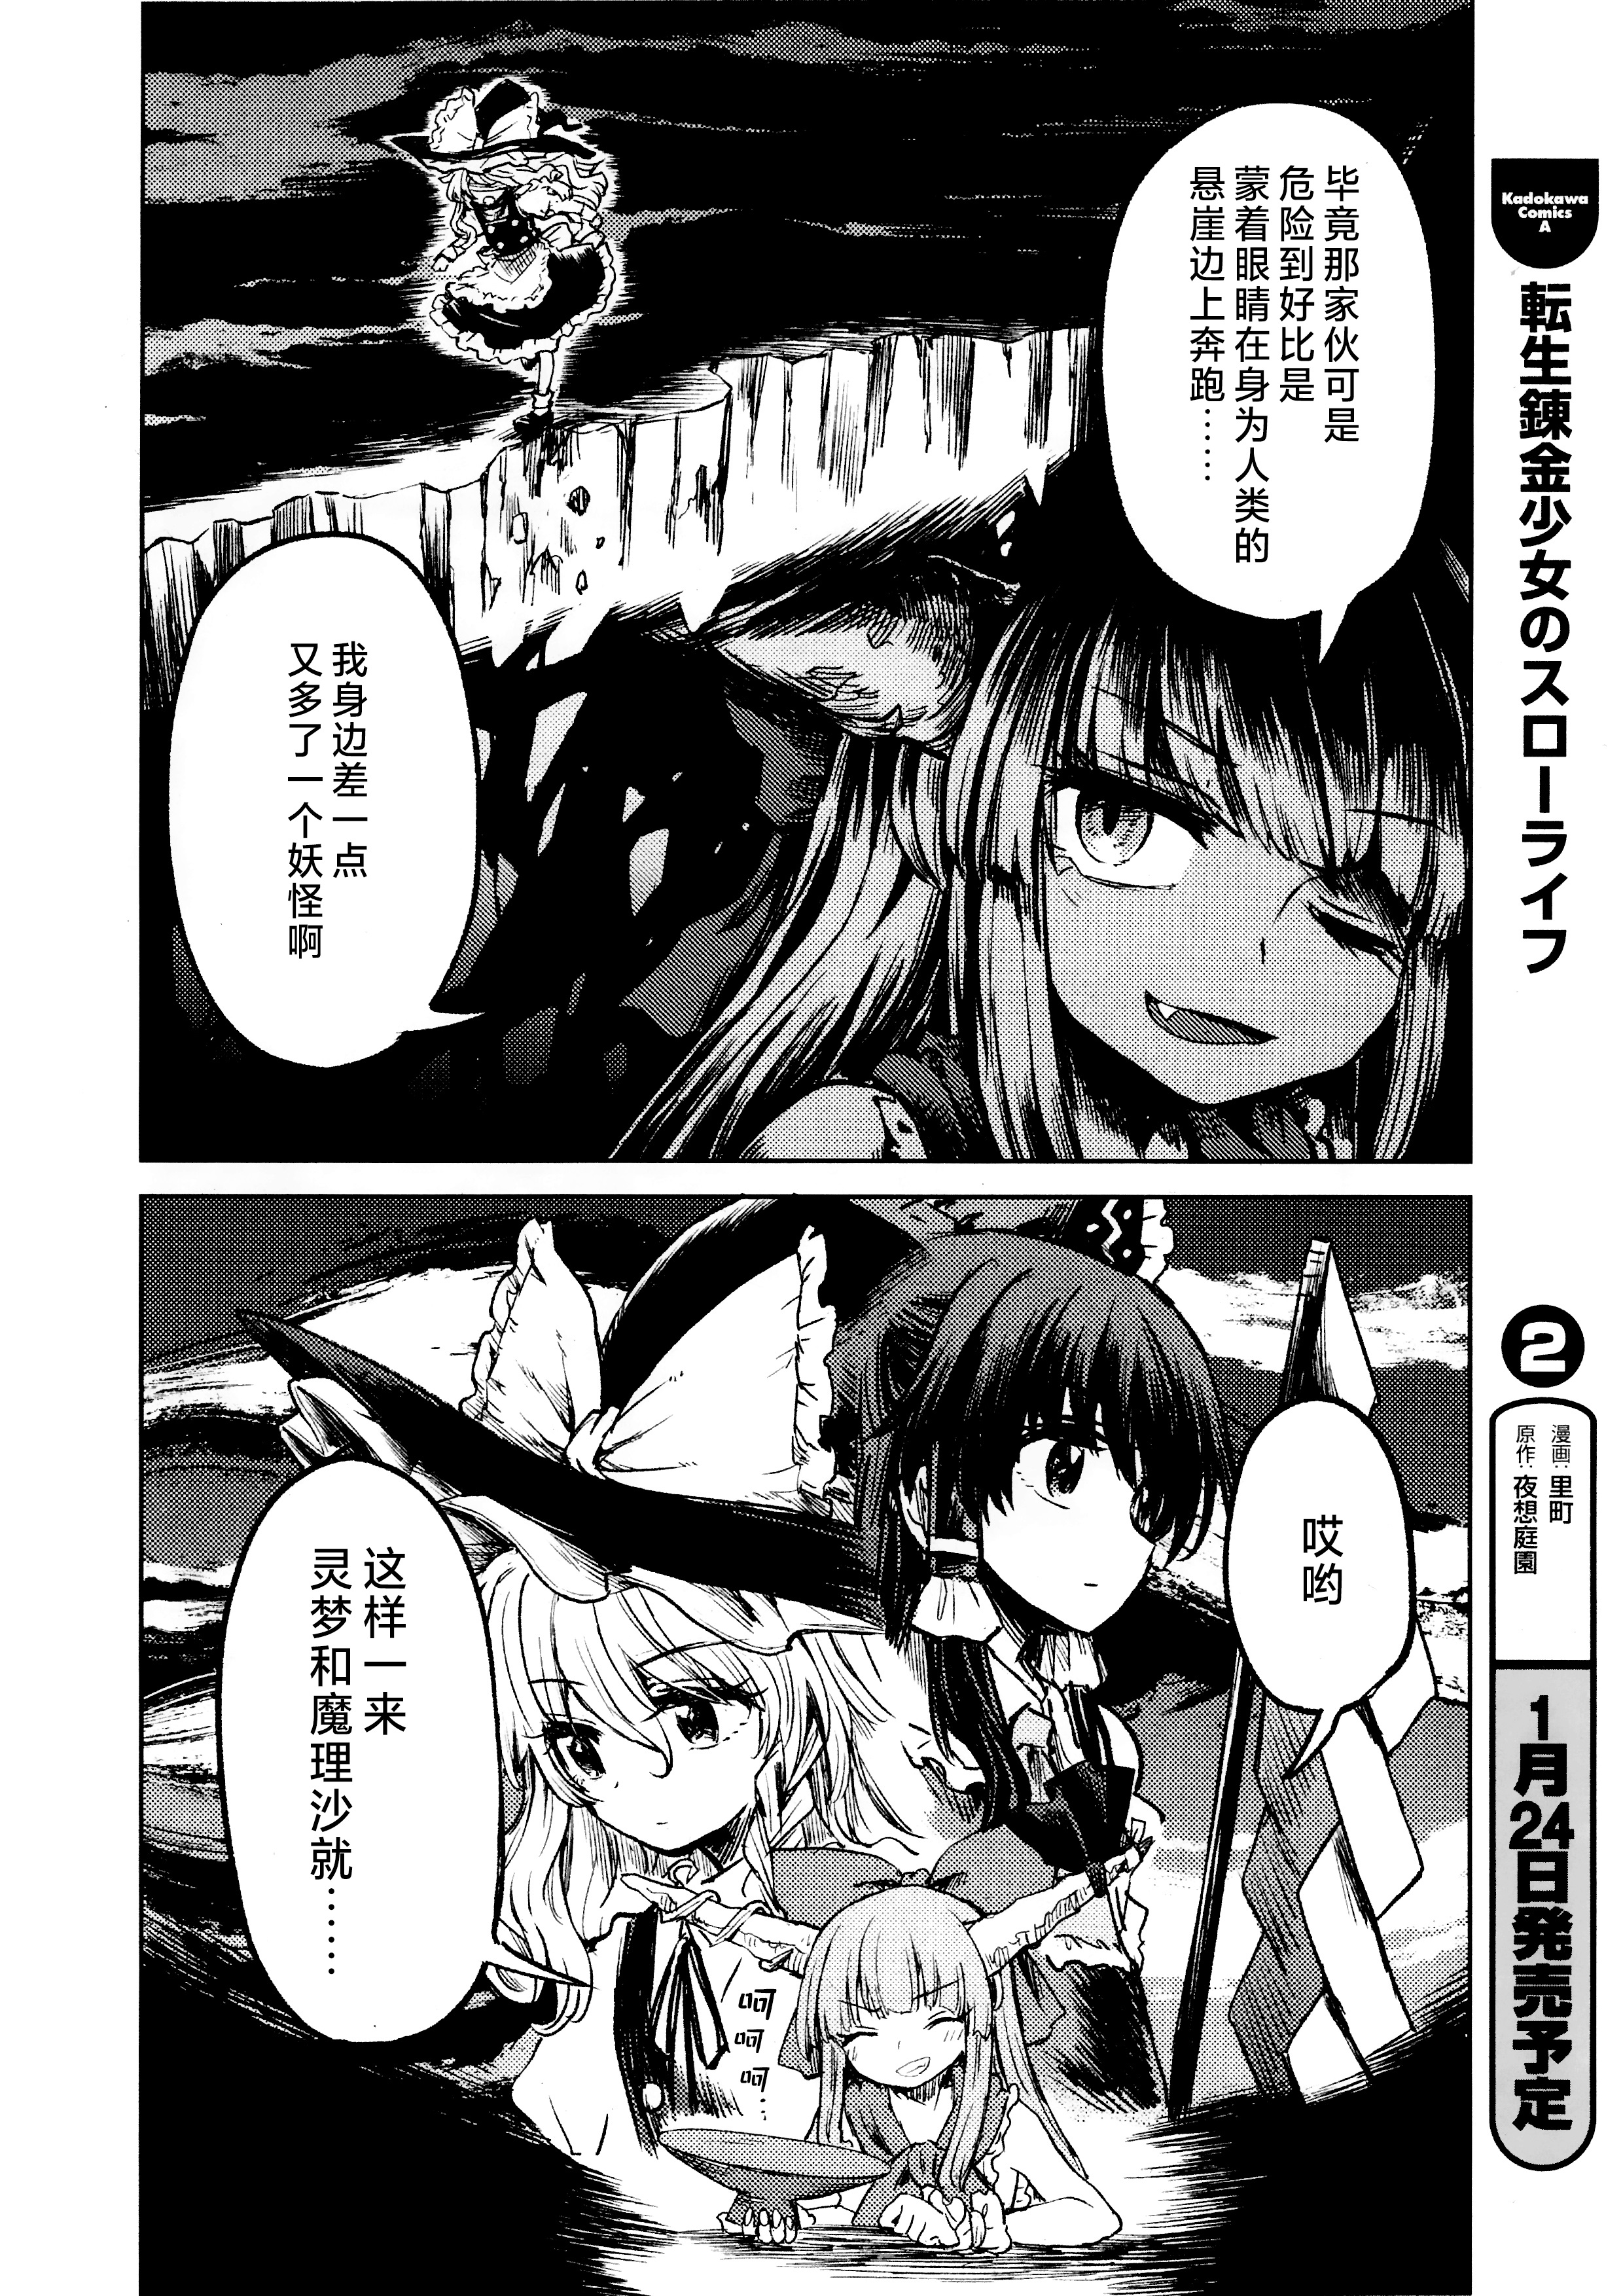 毕竟那家伙可是
危险到好比是
蒙着眼睛在身为人类的
悬崖边上奔跑……
我身边差一点
又多了一个妖怪啊
哎哟
这样一来
灵梦和魔理沙就……
呵呵呵…
Kadokawa
Comics
A
転生錬金少女のスローライフ
2
漫画：里町
原作：夜想庭園
1月24日発売予定